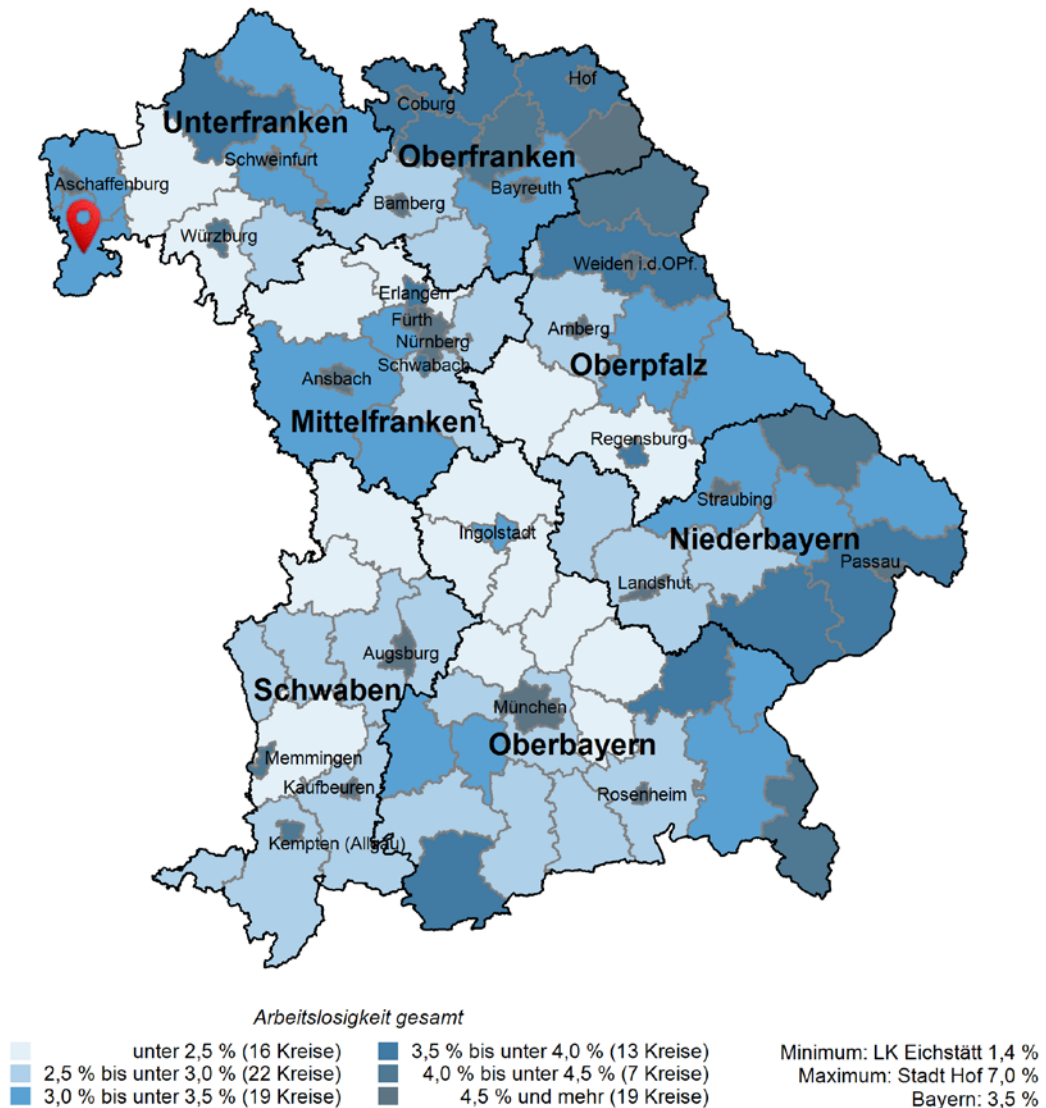 Hof
Coburg
Unterfranken
Oberfranken
Schweinfurt
Aschaffenburg
Bayreuth
Bamberg
Würzburg
Weiden i.d.OPf.
Erlangen
Fürth
Amberg
Nürnberg
Schwabach
Oberpfalz
Ansbach
Mittelfranken
Regensburg
Straubing
Ingolstadt
Niederbayern
Passau
Landshut
Augsburg
Schwaben
München
Oberbayern
Memmingen
Kaufbeuren
Rosenheim
Kempten (Allgäu)
Arbeitslosigkeit gesamt
unter 2,5 % (16 Kreise)
2,5 % bis unter 3,0 % (22 Kreise)
3,0 % bis unter 3,5 % (19 Kreise)
3,5 % bis unter 4,0 % (13 Kreise)
4,0 % bis unter 4,5 % (7 Kreise)
4,5 % und mehr (19 Kreise)
Minimum: LK Eichstätt 1,4 %
Maximum: Stadt Hof 7,0 %
Bayern: 3,5 %